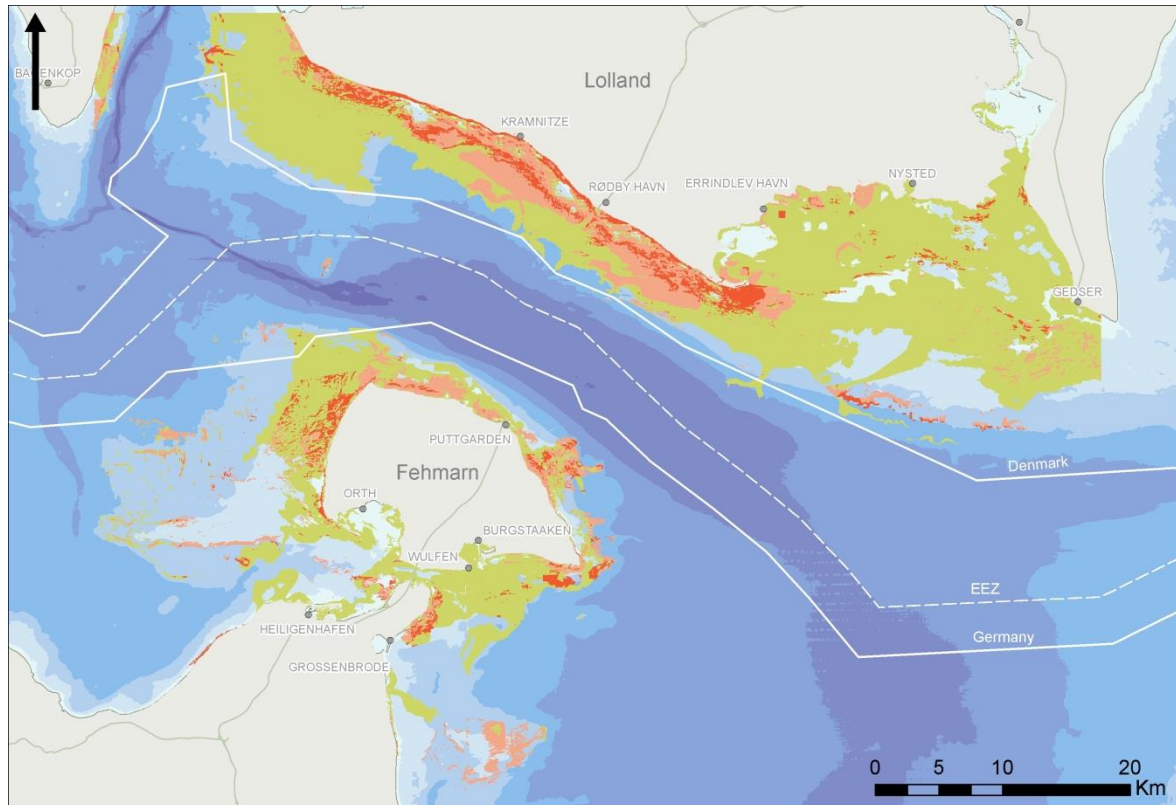 BAGENKOP
Lolland
KRAMNITZE
RØDBY HAVN
ERRINDLEV HAVN
NYSTED
GEDSER
PUTTGARDEN
Fehmarn
ORTH
BURGSTAAKEN
WULFEN
HEILIGENHAFEN
GROSSENBRODE
Denmark
EEZ
Germany
0 5 10 20
Km